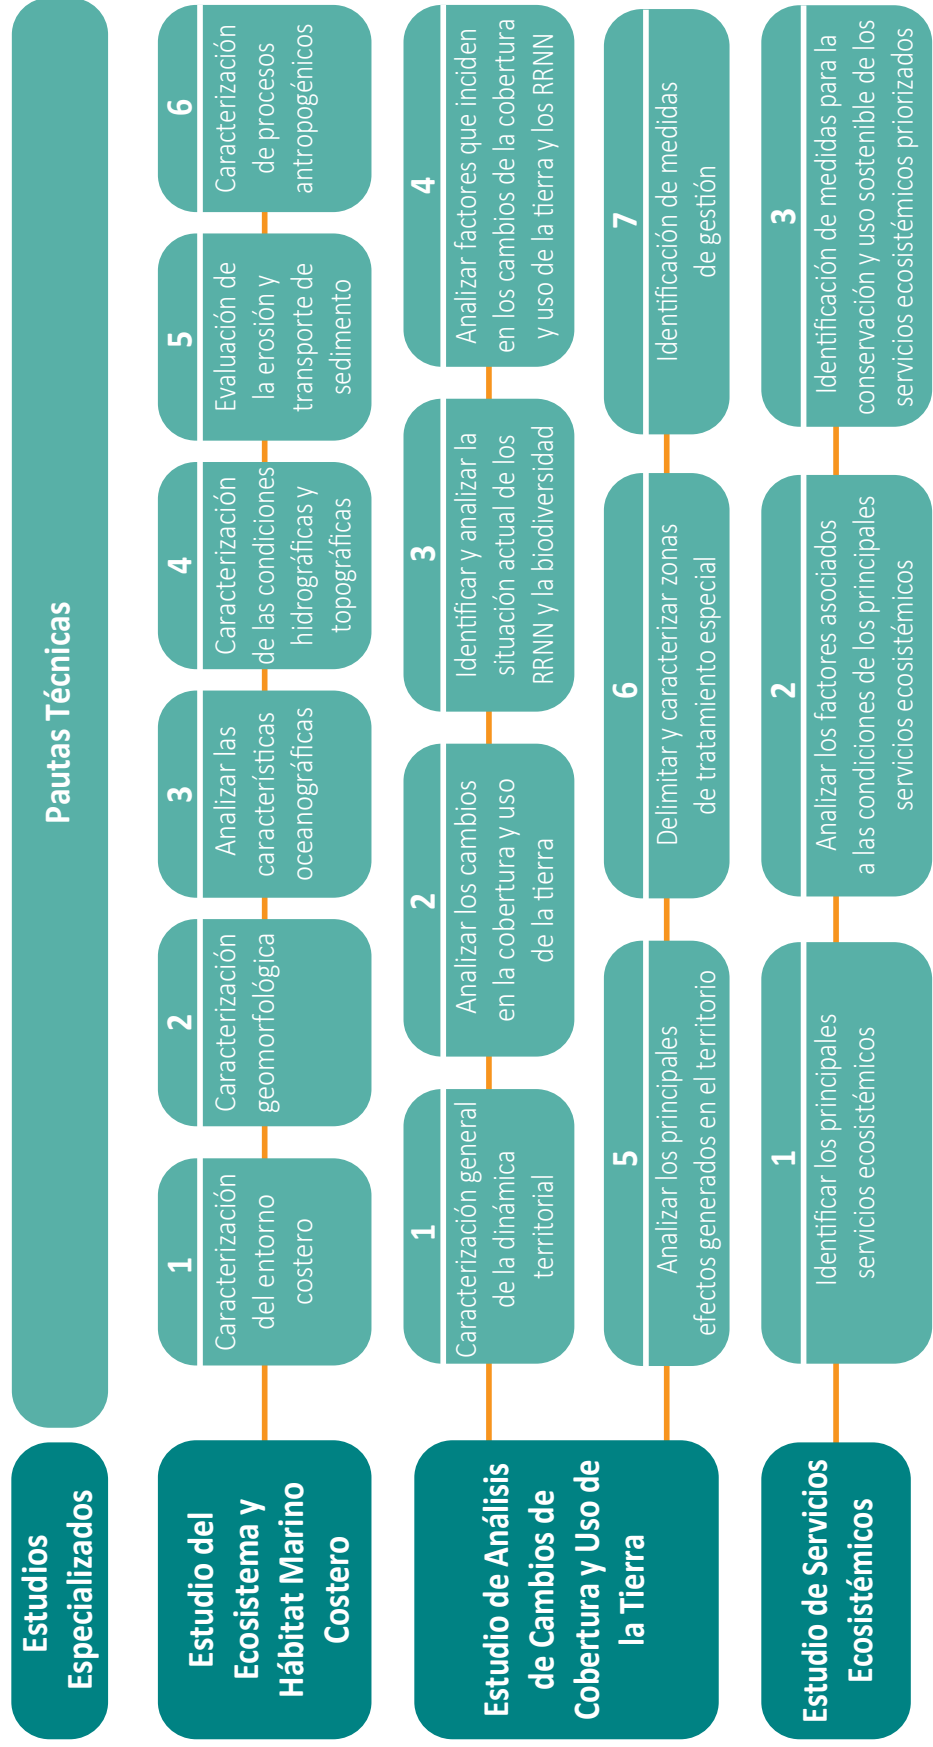 Estudios
Especializados
Pautas Técnicas
Estudio del
Ecosistema y
Hábitat Marino
Costero
1
Caracterización
del entorno
costero
2
Caracterización
geomorfológica
3
Analizar las
características
oceanográficas
4
Caracterización
de las condiciones
hidrográficas y
topográficas
5
Evaluación de
la erosión y
transporte de
sedimento
6
Caracterización
de procesos
antropogénicos
Estudio de Análisis
de Cambios de
Cobertura y Uso de
la Tierra
1
Caracterización general
de la dinámica
territorial
2
Analizar los cambios
en la cobertura y uso
de la tierra
3
Identificar y analizar la
situación actual de los
RRNN y la biodiversidad
4
Analizar factores que inciden
en los cambios de la cobertura
y uso de la tierra y los RRNN
5
Analizar los principales
efectos generados en el territorio
6
Delimitar y caracterizar zonas
de tratamiento especial
7
Identificación de medidas
de gestión
Estudio de Servicios
Ecosistémicos
1
Identificar los principales
servicios ecosistémicos
2
Analizar los factores asociados
a las condiciones de los principales
servicios ecosistémicos
3
Identificación de medidas para la
conservación y uso sostenible de los
servicios ecosistémicos priorizados